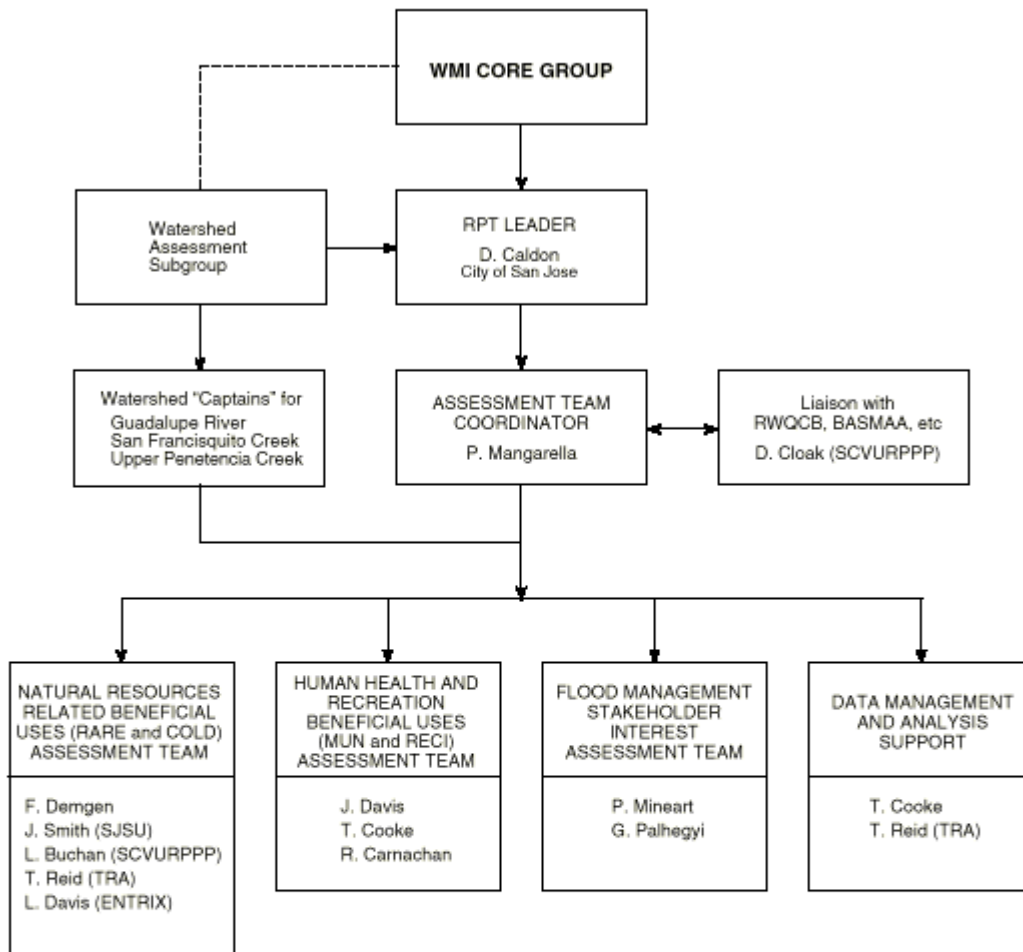 WMI CORE GROUP
Watershed
Assessment
Subgroup
RPT LEADER
D. Caldon
City of San Jose
Watershed “Captains” for
Guadalupe River
San Francisquito Creek
Upper Penetencia Creek
ASSESSMENT TEAM
COORDINATOR
P. Mangarella
Liaison with
RWQCB, BASMAA, etc
D. Cloak (SCVURPPP)
NATURAL RESOURCES
RELATED BENEFICIAL
USES (RARE and COLD)
ASSESSMENT TEAM
F. Demgen
J. Smith (SJSU)
L. Buchan (SCVURPPP)
T. Reid (TRA)
L. Davis (ENTRIX)
HUMAN HEALTH AND
RECREATION
BENEFICIAL USES
(MUN and RECI)
ASSESSMENT TEAM
J. Davis
T. Cooke
R. Carnachan
FLOOD MANAGEMENT
STAKEHOLDER
INTEREST
ASSESSMENT TEAM
P. Mineart
G. Palhegyi
DATA MANAGEMENT
AND ANALYSIS
SUPPORT
T. Cooke
T. Reid (TRA)